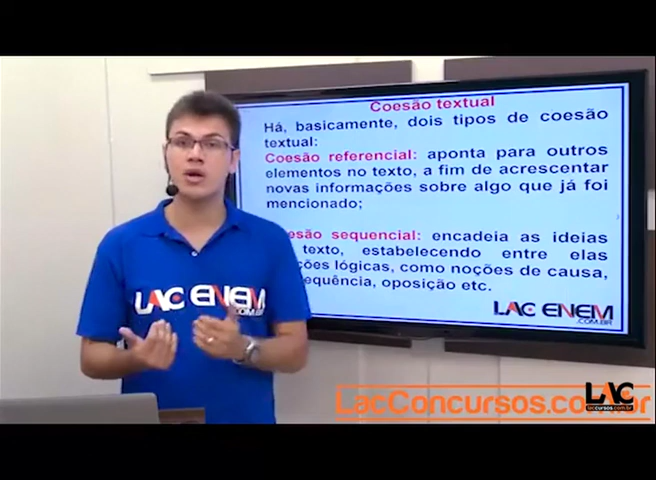 Coesão textual
Há, basicamente, dois tipos de coesão
textual:
Coesão referencial: aponta para outros
elementos no texto, a fim de acrescentar
novas informações sobre algo que já foi
mencionado;
esão sequencial: encadeia as ideias
texto, estabelecendo entre elas
ções lógicas, como noções de causa,
equência, oposição etc.
LAC ENEM
.COM.BR
LAC ENEM
LacConcursos.com.br
LAC
laccursos.com.br